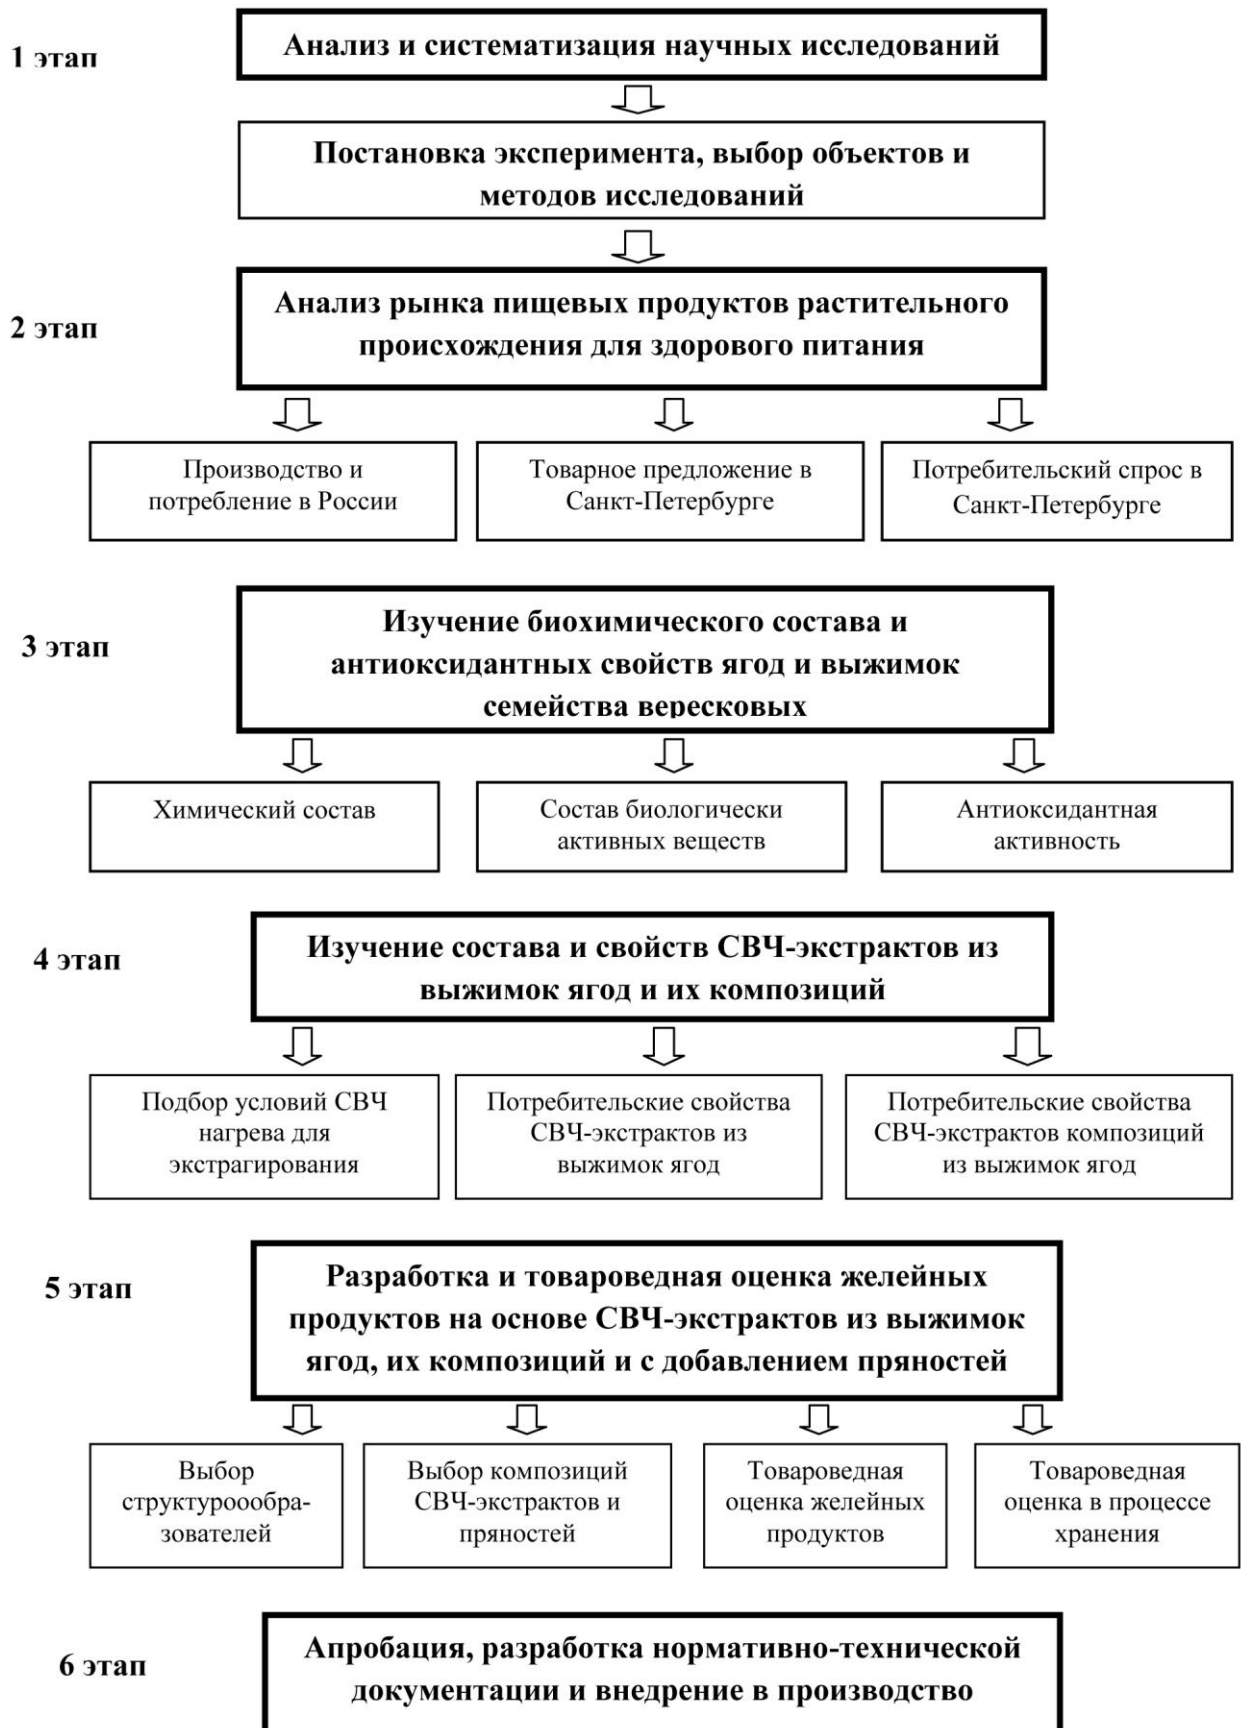 1 этап
Анализ и систематизация научных исследований
Постановка эксперимента, выбор объектов и
методов исследований
2 этап
Анализ рынка пищевых продуктов растительного
происхождения для здорового питания
Производство и
потребление в России
Товарное предложение в
Санкт-Петербурге
Потребительский спрос в
Санкт-Петербурге
3 этап
Изучение биохимического состава и
антиоксидантных свойств ягод и выжимок
семейства вересковых
Химический состав
Состав биологически
активных веществ
Антиоксидантная
активность
4 этап
Изучение состава и свойств СВЧ-экстрактов из
выжимок ягод и их композиций
Подбор условий СВЧ
нагрева для
экстрагирования
Потребительские свойства
СВЧ-экстрактов из
выжимок ягод
Потребительские свойства
СВЧ-экстрактов композиций
из выжимок ягод
5 этап
Разработка и товароведная оценка желейных
продуктов на основе СВЧ-экстрактов из выжимок
ягод, их композиций и с добавлением пряностей
Выбор
структуроообра-
зователей
Выбор композиций
СВЧ-экстрактов и
пряностей
Товароведная
оценка желейных
продуктов
Товароведная
оценка в процессе
хранения
6 этап
Апробация, разработка нормативно-технической
документации и внедрение в производство